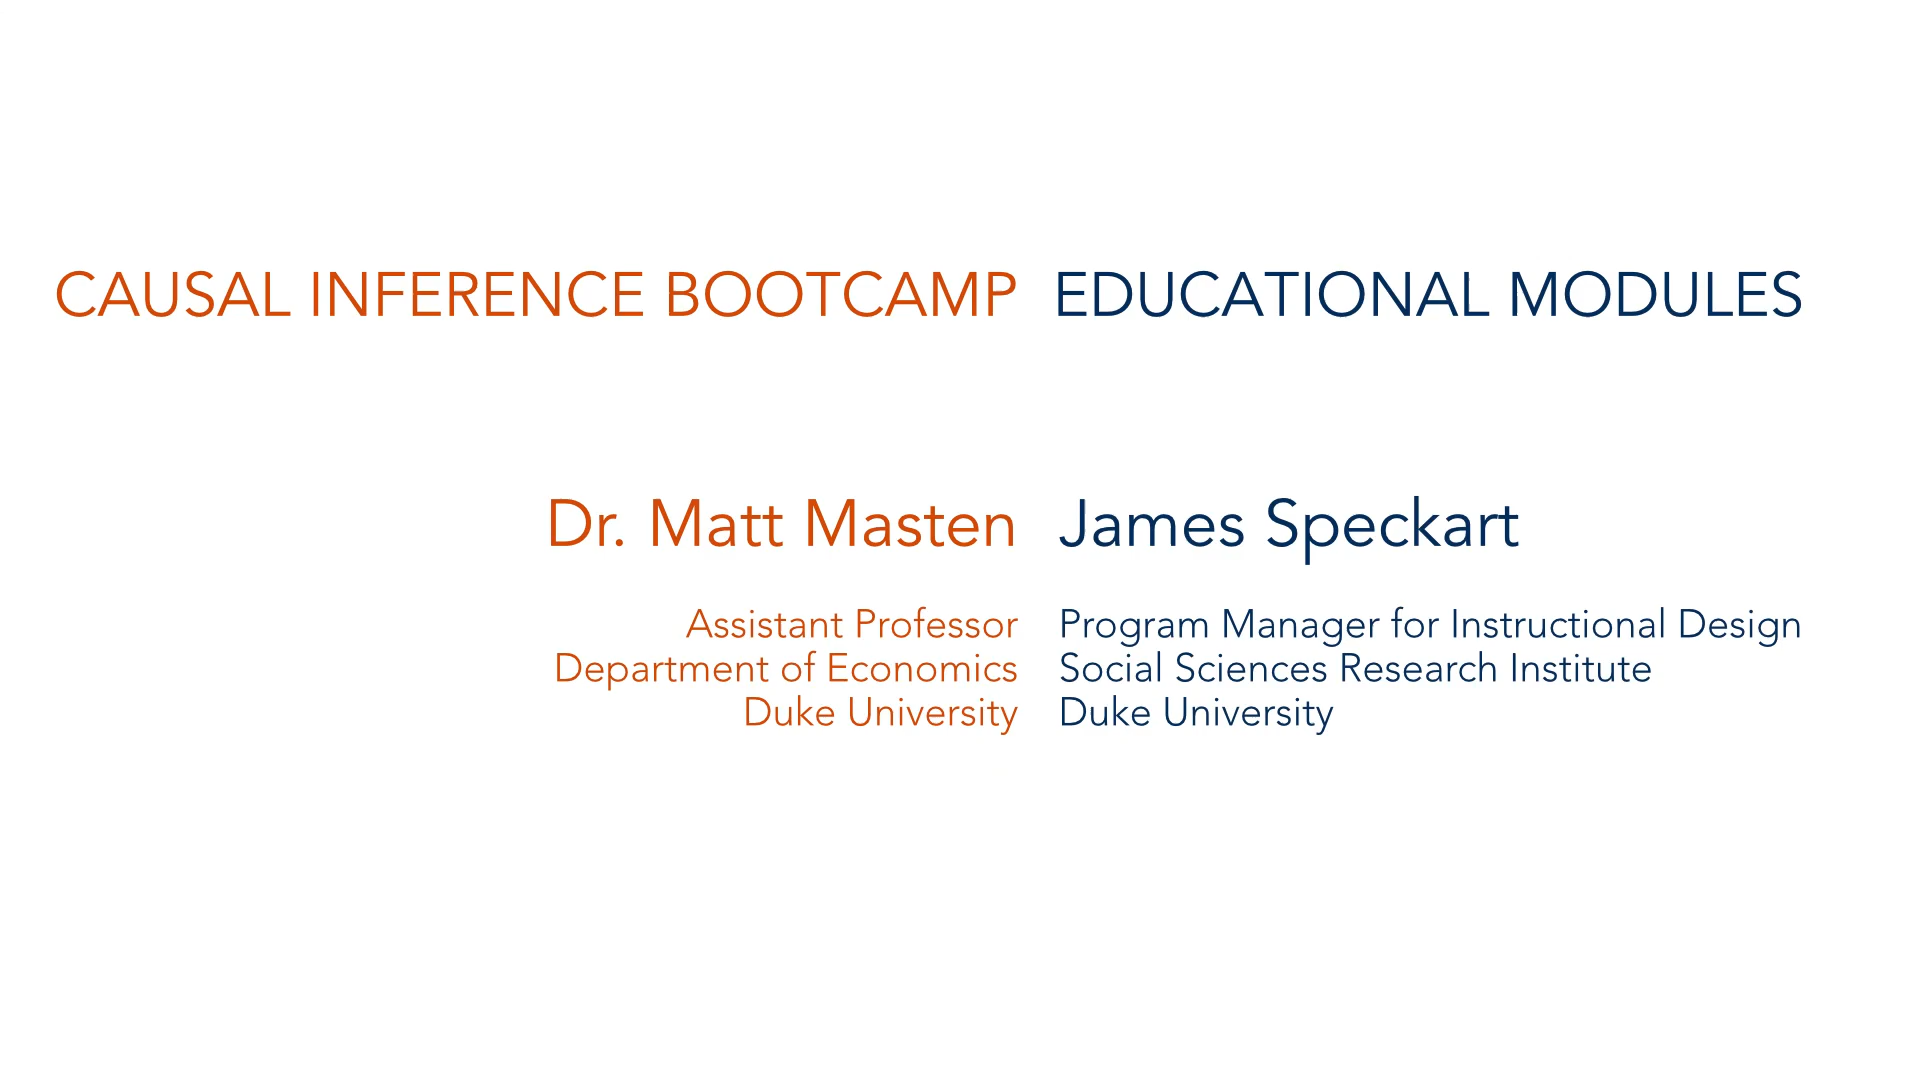 CAUSAL INFERENCE BOOTCAMP EDUCATIONAL MODULES
Dr. Matt Masten
Assistant Professor
Department of Economics
Duke University
James Speckart
Program Manager for Instructional Design
Social Sciences Research Institute
Duke University